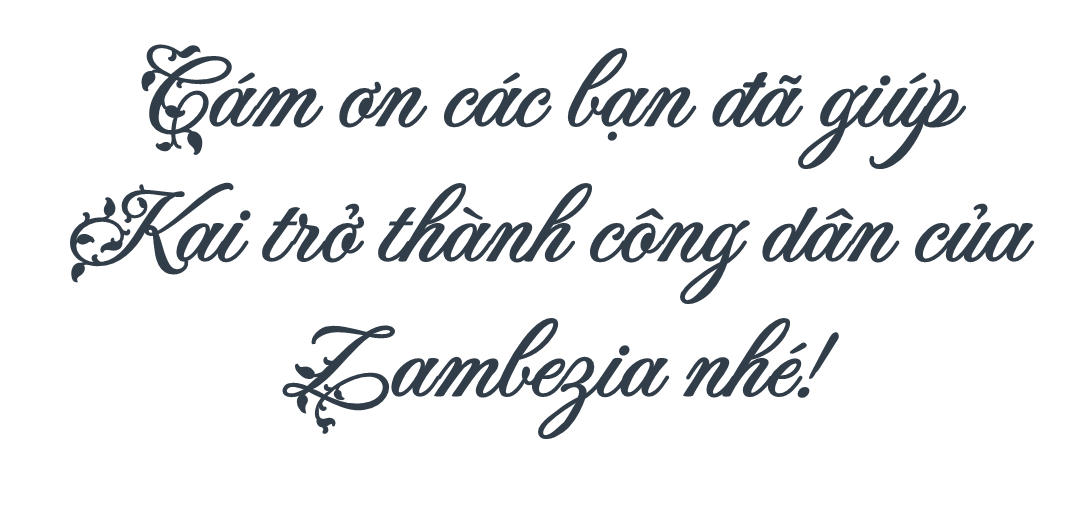 Cám ơn các bạn đã giúp
Kai trở thành công dân của
Zambezia nhé!